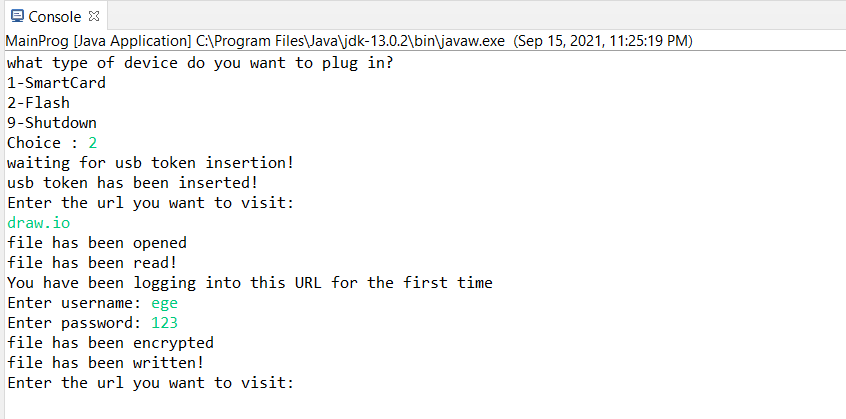 Console
MainProg [Java Application] C:\Program Files\Java\jdk-13.0.2\bin\javaw.exe (Sep 15, 2021, 11:25:19 PM)
what type of device do you want to plug in?
1-SmartCard
2-Flash
9-Shutdown
Choice : 2
waiting for usb token insertion!
usb token has been inserted!
Enter the url you want to visit:
draw.io
file has been opened
file has been read!
You have been logging into this URL for the first time
Enter username: ege
Enter password: 123
file has been encrypted
file has been written!
Enter the url you want to visit: